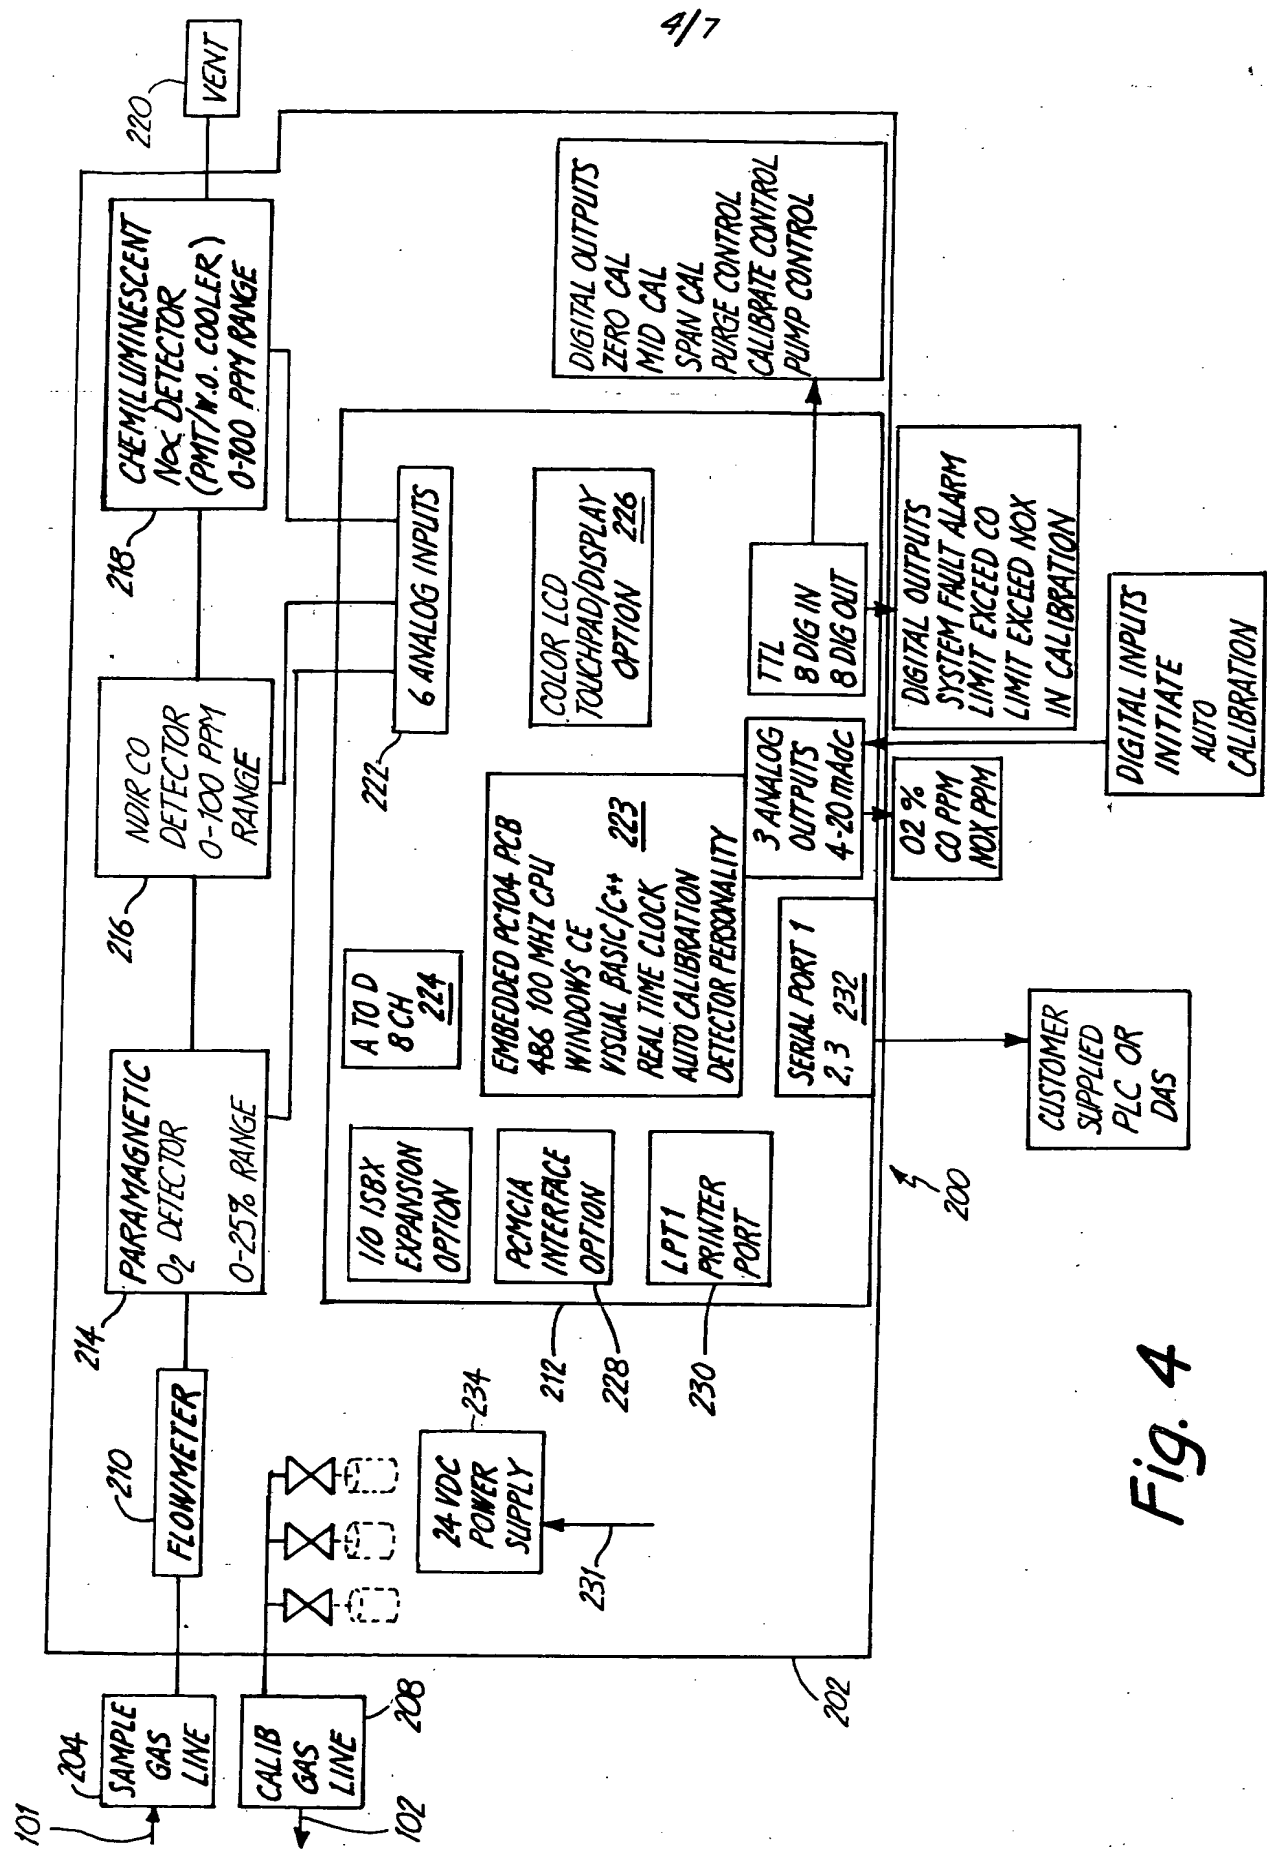 4/7
101
204
SAMPLE
GAS
LINE
CALIB
GAS
LINE
208
102
210
FLOWMETER
214
PARAMAGNETIC
O2 DETECTOR
0-25% RANGE
216
NDIR CO
DETECTOR
0-100 PPM
RANGE
218
CHEMILLUMINESCENT
NOX DETECTOR
(PMT/W.O. COOLER)
0-100 PPM RANGE
220
VENT
234
24 VDC
POWER
SUPPLY
231
212
228
230
I/O ISBX
EXPANSION
OPTION
PCMCIA
INTERFACE
OPTION
LPT1
PRINTER
PORT
A TO D
8 CH
224
222
6 ANALOG INPUTS
EMBEDDED PC104 PCB
486 100 MHZ CPU
WINDOWS CE
VISUAL BASIC/C++
REAL TIME CLOCK
AUTO CALIBRATION
DETECTOR PERSONALITY
223
COLOR LCD
TOUCHPAD/DISPLAY
OPTION 226
SERIAL PORT 1
2, 3 232
3 ANALOG
OUTPUTS
4-20 mAdc
TTL
8 DIG IN
8 DIG OUT
DIGITAL OUTPUTS
ZERO CAL
MID CAL
SPAN CAL
PURGE CONTROL
CALIBRATE CONTROL
PUMP CONTROL
202
200
CUSTOMER
SUPPLIED
PLC OR
DAS
O2 %
CO PPM
NOX PPM
DIGITAL OUTPUTS
SYSTEM FAULT ALARM
LIMIT EXCEED CO
LIMIT EXCEED NOX
IN CALIBRATION
DIGITAL INPUTS
INITIATE
AUTO
CALIBRATION
Fig. 4